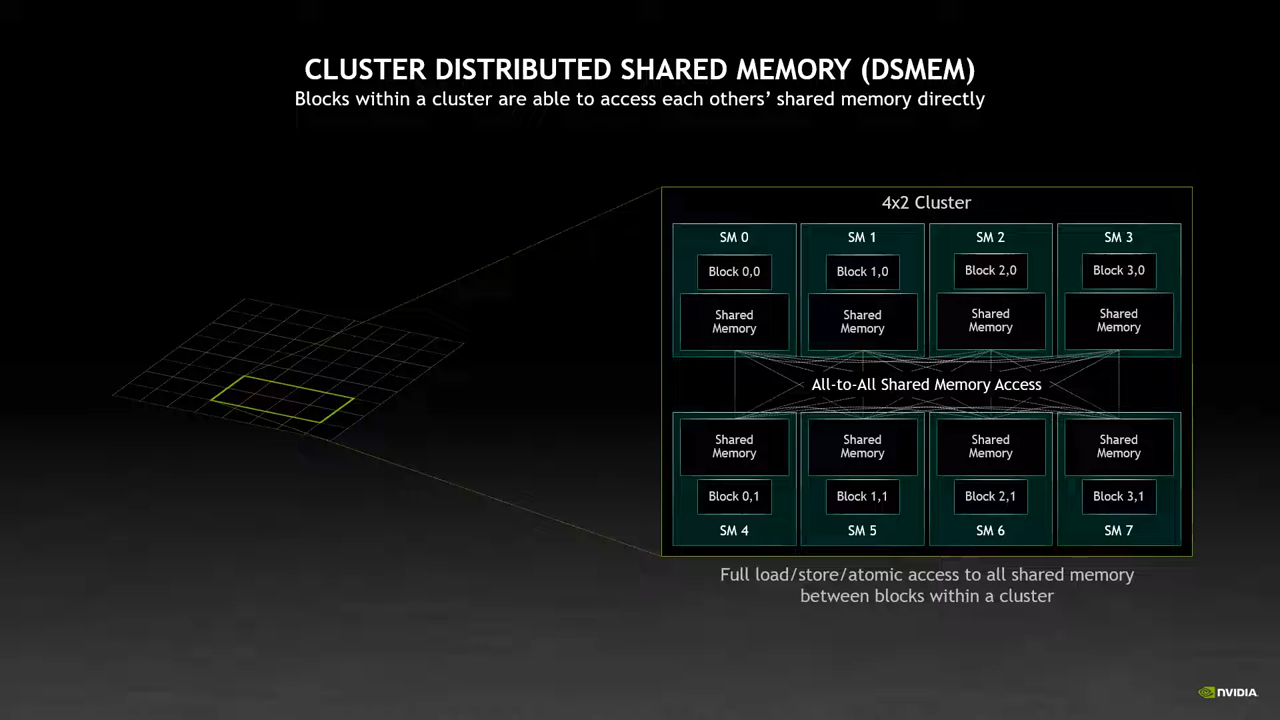 CLUSTER DISTRIBUTED SHARED MEMORY (DSMEM)
Blocks within a cluster are able to access each others’ shared memory directly
4x2 Cluster
SM 0
SM 1
SM 2
SM 3
Block 0,0
Block 1,0
Block 2,0
Block 3,0
Shared
Memory
Shared
Memory
Shared
Memory
Shared
Memory
All-to-All Shared Memory Access
Shared
Memory
Shared
Memory
Shared
Memory
Shared
Memory
Block 0,1
Block 1,1
Block 2,1
Block 3,1
SM 4
SM 5
SM 6
SM 7
Full load/store/atomic access to all shared memory
between blocks within a cluster
NVIDIA